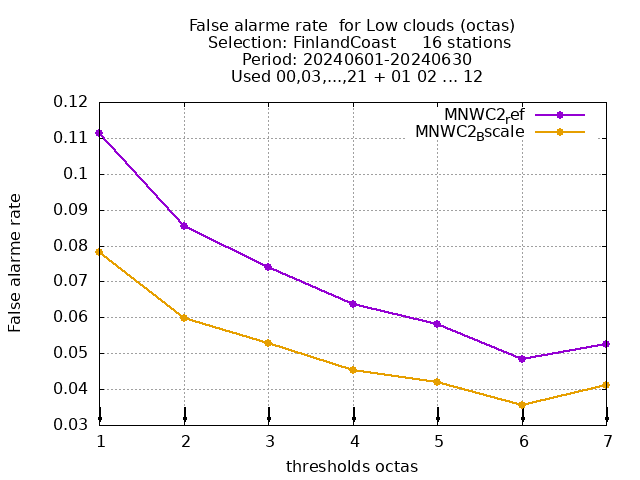 False alarme rate  for Low clouds (octas)
Selection: FinlandCoast     16 stations
Period: 20240601-20240630
Used 00,03,...,21 + 01 02 ... 12
MNWC2ref
MNWC2Bscale
0.12
0.11
0.1
0.09
0.08
0.07
0.06
0.05
0.04
0.03
False alarme rate
1 2 3 4 5 6 7
thresholds octas